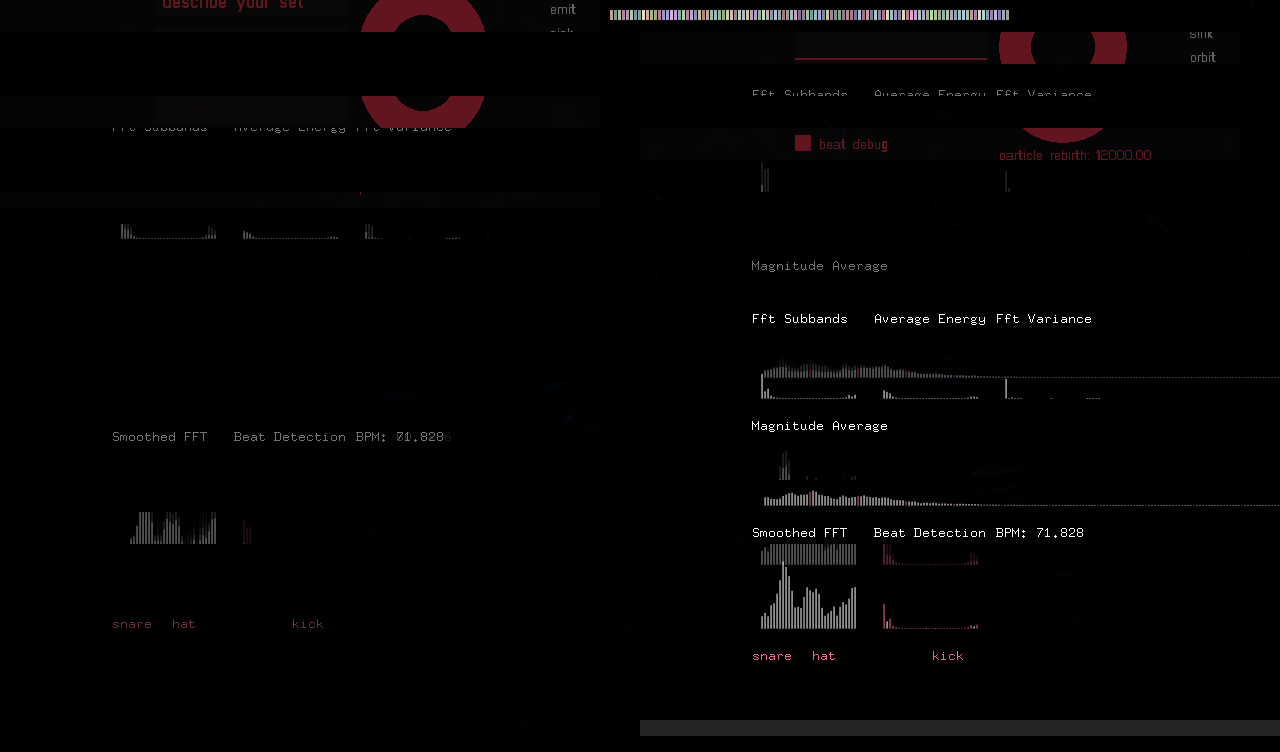 describe your set
emit
sink
orbit
Fft Subbands Average Energy Fft Variance
Fft Subbands Average Energy Fft Variance
beat debug
particle rebirth: 12000.00
Magnitude Average
Fft Subbands Average Energy Fft Variance
Magnitude Average
Smoothed FFT Beat Detection BPM:
Smoothed FFT Beat Detection BPM: 71.828
snare hat kick
snare hat kick